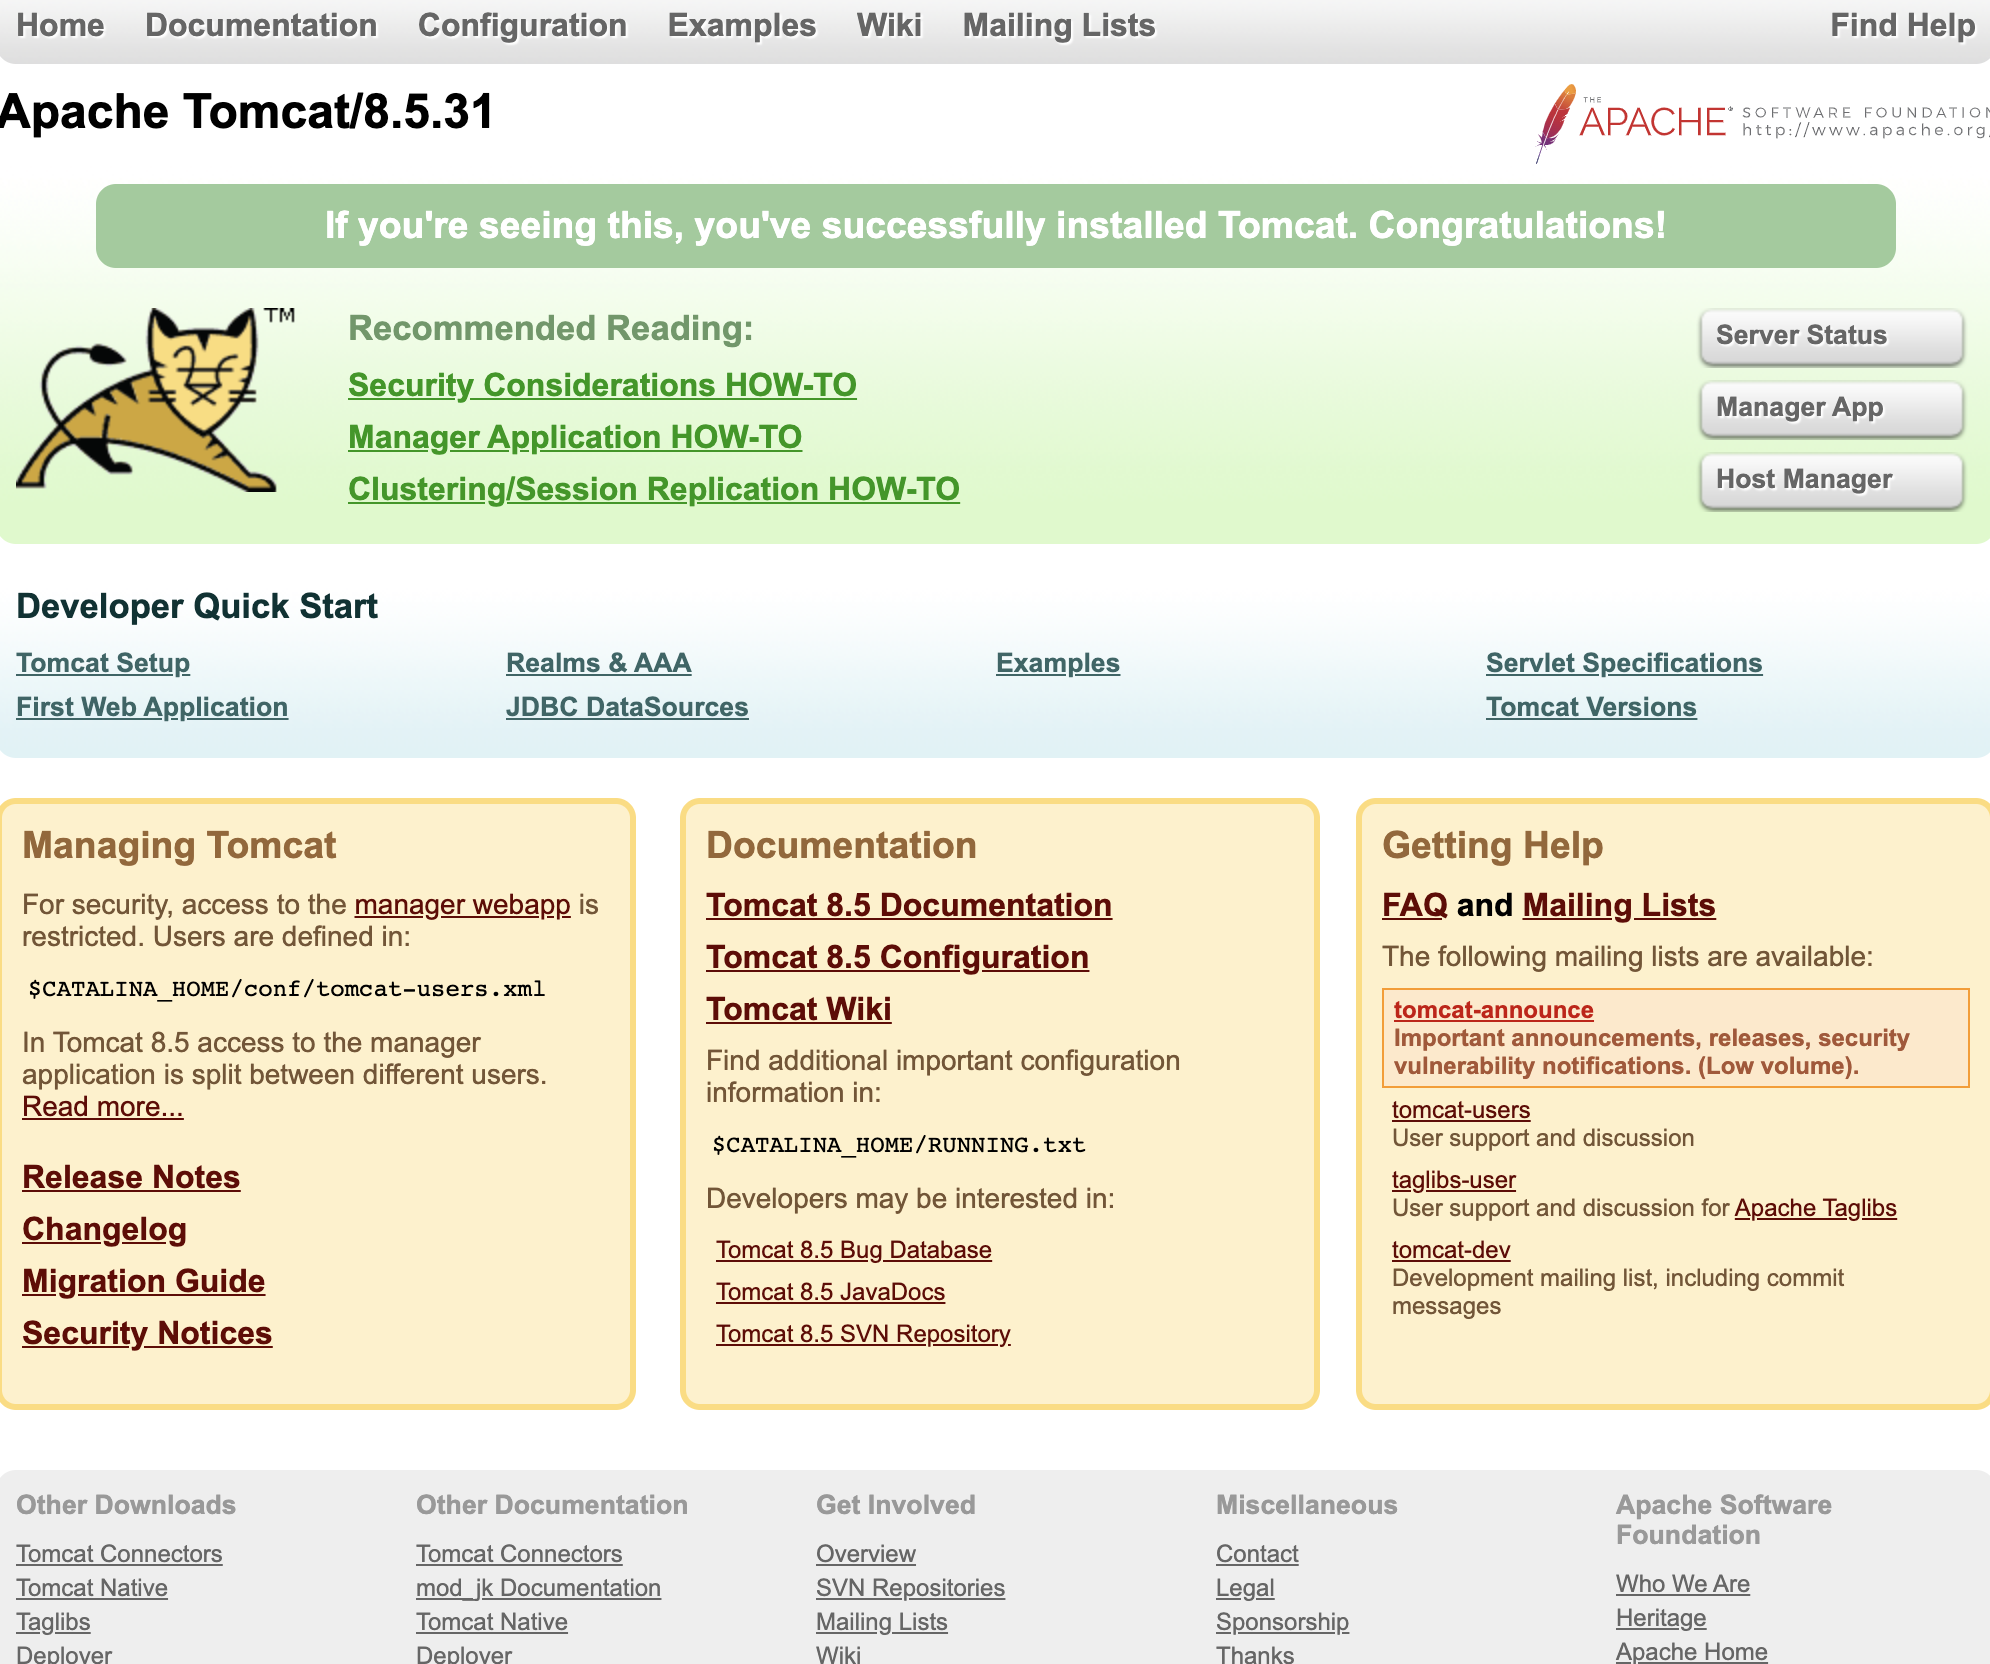 Home Documentation Configuration Examples Wiki Mailing Lists Find Help
Apache Tomcat/8.5.31
THE
APACHE® SOFTWARE FOUNDATION
http://www.apache.org/
If you're seeing this, you've successfully installed Tomcat. Congratulations!
TM
Recommended Reading:
Security Considerations HOW-TO
Manager Application HOW-TO
Clustering/Session Replication HOW-TO
Server Status
Manager App
Host Manager
Developer Quick Start
Tomcat Setup
First Web Application
Realms & AAA
JDBC DataSources
Examples
Servlet Specifications
Tomcat Versions
Managing Tomcat
For security, access to the manager webapp is
restricted. Users are defined in:
$CATALINA_HOME/conf/tomcat-users.xml
In Tomcat 8.5 access to the manager
application is split between different users.
Read more...
Release Notes
Changelog
Migration Guide
Security Notices
Documentation
Tomcat 8.5 Documentation
Tomcat 8.5 Configuration
Tomcat Wiki
Find additional important configuration
information in:
$CATALINA_HOME/RUNNING.txt
Developers may be interested in:
Tomcat 8.5 Bug Database
Tomcat 8.5 JavaDocs
Tomcat 8.5 SVN Repository
Getting Help
FAQ and Mailing Lists
The following mailing lists are available:
tomcat-announce
Important announcements, releases, security
vulnerability notifications. (Low volume).
tomcat-users
User support and discussion
taglibs-user
User support and discussion for Apache Taglibs
tomcat-dev
Development mailing list, including commit
messages
Other Downloads
Tomcat Connectors
Tomcat Native
Taglibs
Deployer
Other Documentation
Tomcat Connectors
mod_jk Documentation
Tomcat Native
Deployer
Get Involved
Overview
SVN Repositories
Mailing Lists
Wiki
Miscellaneous
Contact
Legal
Sponsorship
Thanks
Apache Software
Foundation
Who We Are
Heritage
Apache Home